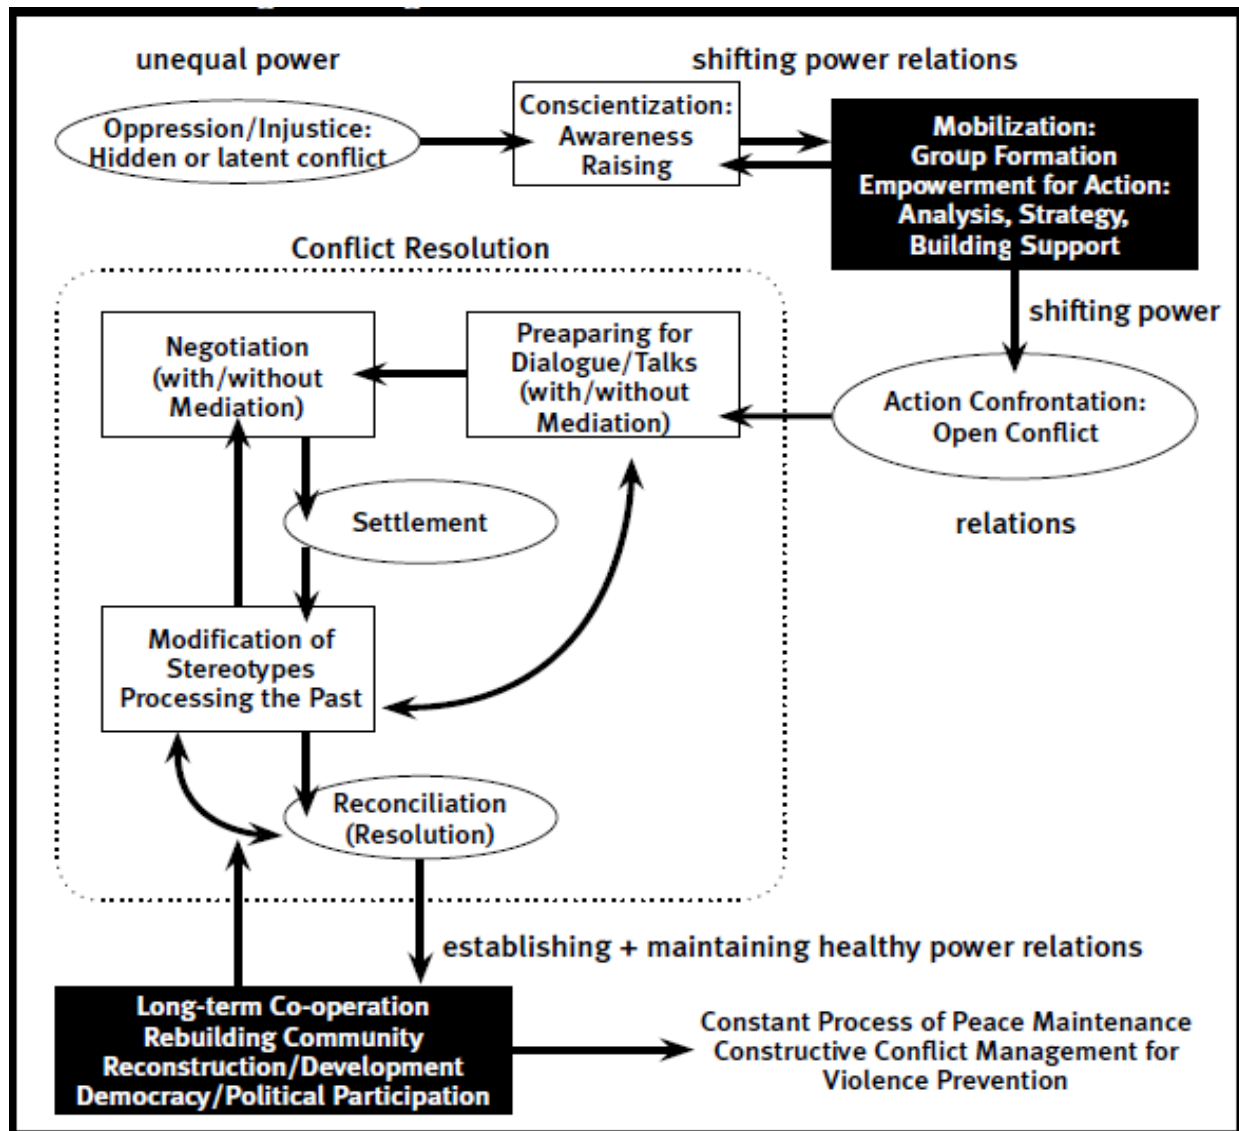 unequal power
shifting power relations
Oppression/Injustice:
Hidden or latent conflict
Conscientization:
Awareness
Raising
Mobilization:
Group Formation
Empowerment for Action:
Analysis, Strategy,
Building Support
Conflict Resolution
shifting power
Negotiation
(with/without
Mediation)
Preaparing for
Dialogue/Talks
(with/without
Mediation)
Action Confrontation:
Open Conflict
relations
Settlement
Modification of
Stereotypes
Processing the Past
Reconciliation
(Resolution)
establishing + maintaining healthy power relations
Long-term Co-operation
Rebuilding Community
Reconstruction/Development
Democracy/Political Participation
Constant Process of Peace Maintenance
Constructive Conflict Management for
Violence Prevention